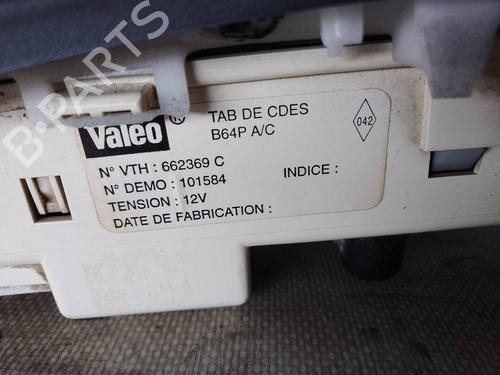 Valeo ®
TAB DE CDES
B64P A/C
042
N° VTH : 662369 C
N° DEMO : 101584
INDICE :
TENSION : 12V
DATE DE FABRICATION :
B-PARTS